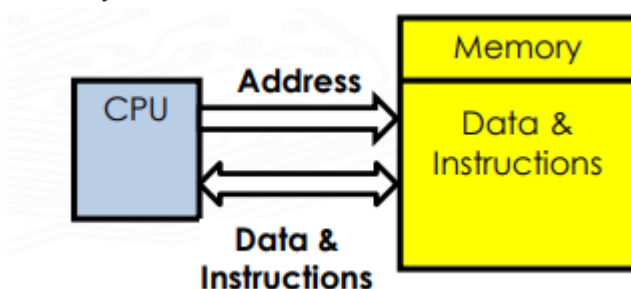 Memory
Address
CPU
Data &
Instructions
Data &
Instructions